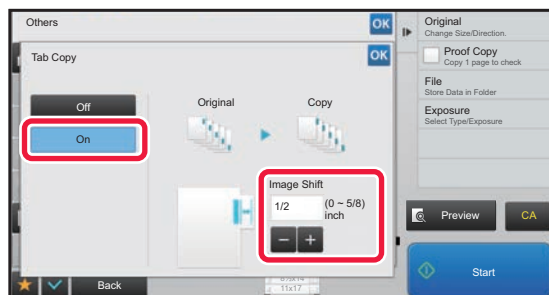 Others
OK
Tab Copy
OK
Off
On
Original
Copy
Image Shift
1/2
(0 ~ 5/8)
inch
Back
11x17
Original
Change Size/Direction.
Proof Copy
Copy 1 page to check
File
Store Data in Folder
Exposure
Select Type/Exposure
Preview
CA
Start